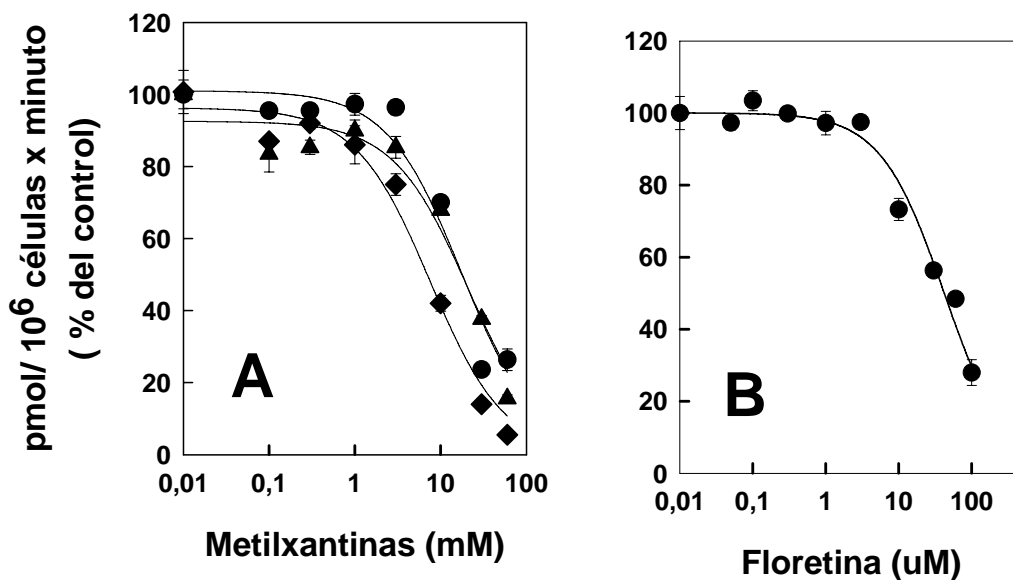 pmol/ 10⁶ células x minuto
( % del control)
120
100
80
60
40
20
0
A
0,01 0,1 1 10 100
Metilxantinas (mM)
120
100
80
60
40
20
0
B
0,01 0,1 1 10 100
Floretina (uM)